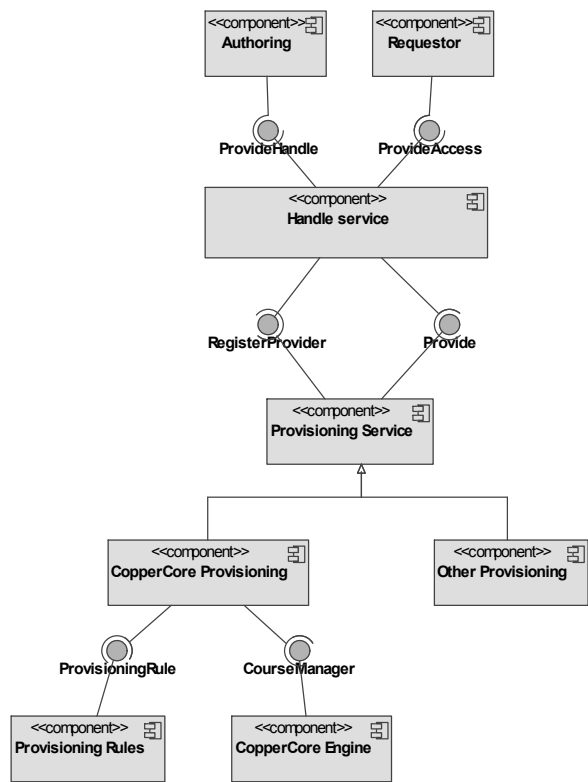 <<component>>
Authoring
<<component>>
Requestor
ProvideHandle
ProvideAccess
<<component>>
Handle service
RegisterProvider
Provide
<<component>>
Provisioning Service
<<component>>
CopperCore Provisioning
<<component>>
Other Provisioning
ProvisioningRule
CourseManager
<<component>>
Provisioning Rules
<<component>>
CopperCore Engine